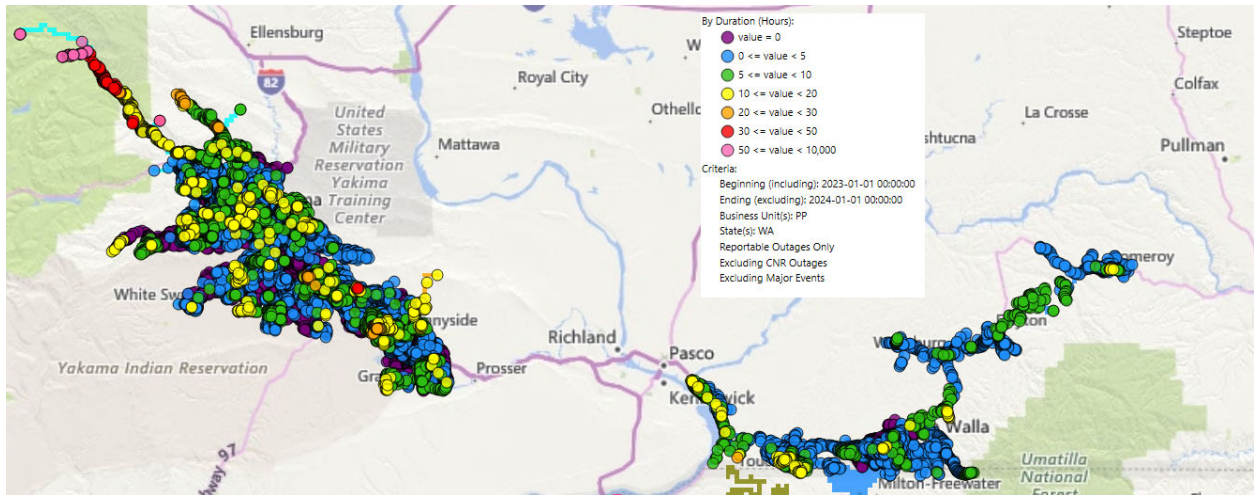 Ellensburg
82
Royal City
United
States
Military
Reservation
Yakima
Training
Center
Mattawa
Othello
Steptoe
Colfax
La Crosse
Pullman
White
Yakama Indian Reservation
Prosser
Richland
Pasco
Walla
Milton-Freewater
Umatilla
National
Forest
By Duration (Hours):
value = 0
0 <= value < 5
5 <= value < 10
10 <= value < 20
20 <= value < 30
30 <= value < 50
50 <= value < 10,000
Criteria:
Beginning (including): 2023-01-01 00:00:00
Ending (excluding): 2024-01-01 00:00:00
Business Unit(s): PP
State(s): WA
Reportable Outages Only
Excluding CNR Outages
Excluding Major Events